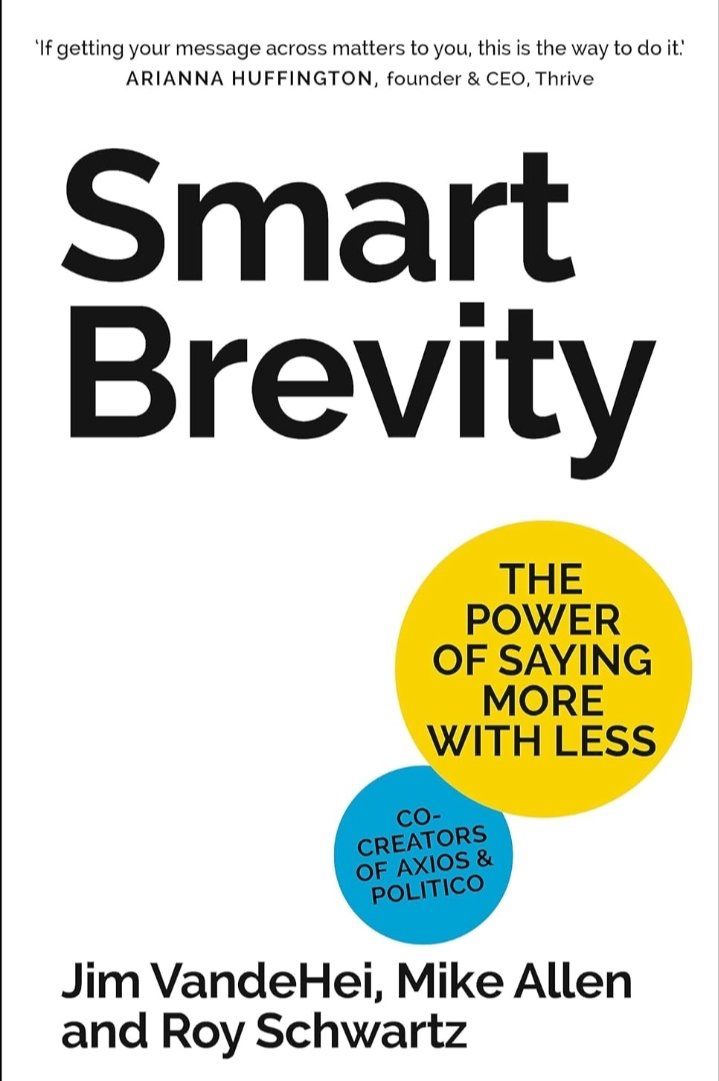 ‘If getting your message across matters to you, this is the way to do it.’
ARIANNA HUFFINGTON, founder & CEO, Thrive
Smart
Brevity
THE
POWER
OF SAYING
MORE
WITH LESS
CO-
CREATORS
OF AXIOS &
POLITICO
Jim VandeHei, Mike Allen
and Roy Schwartz